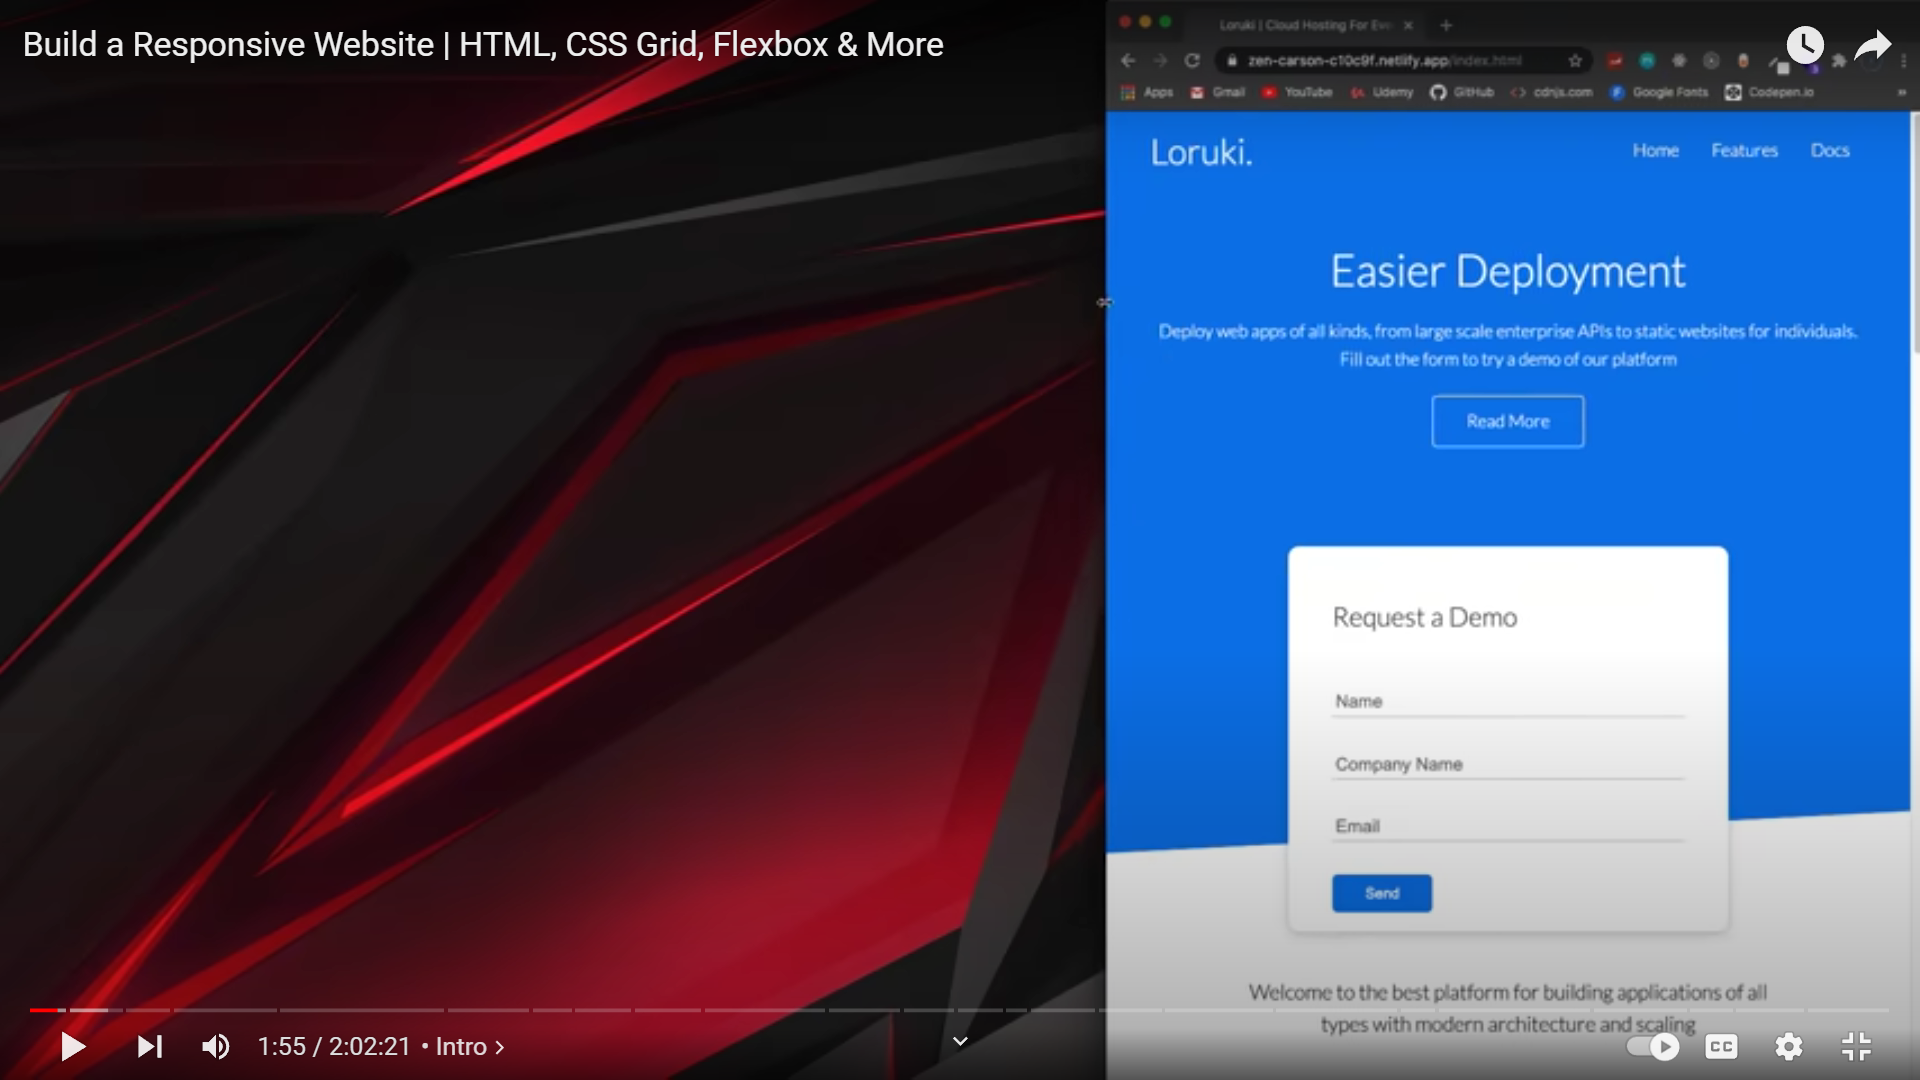 Build a Responsive Website | HTML, CSS Grid, Flexbox & More
Loruki | Cloud Hosting For Eve
zen-carson-c10c9f.netlify.app/index.html
Apps Gmail YouTube Udemy GitHub cdnjs.com Google Fonts Codepen.io
Loruki.
Home Features Docs
Easier Deployment
Deploy web apps of all kinds, from large scale enterprise APIs to static websites for individuals.
Fill out the form to try a demo of our platform
Read More
Request a Demo
Name
Company Name
Email
Send
Welcome to the best platform for building applications of all
types with modern architecture and scaling
1:55 / 2:02:21 • Intro
CC